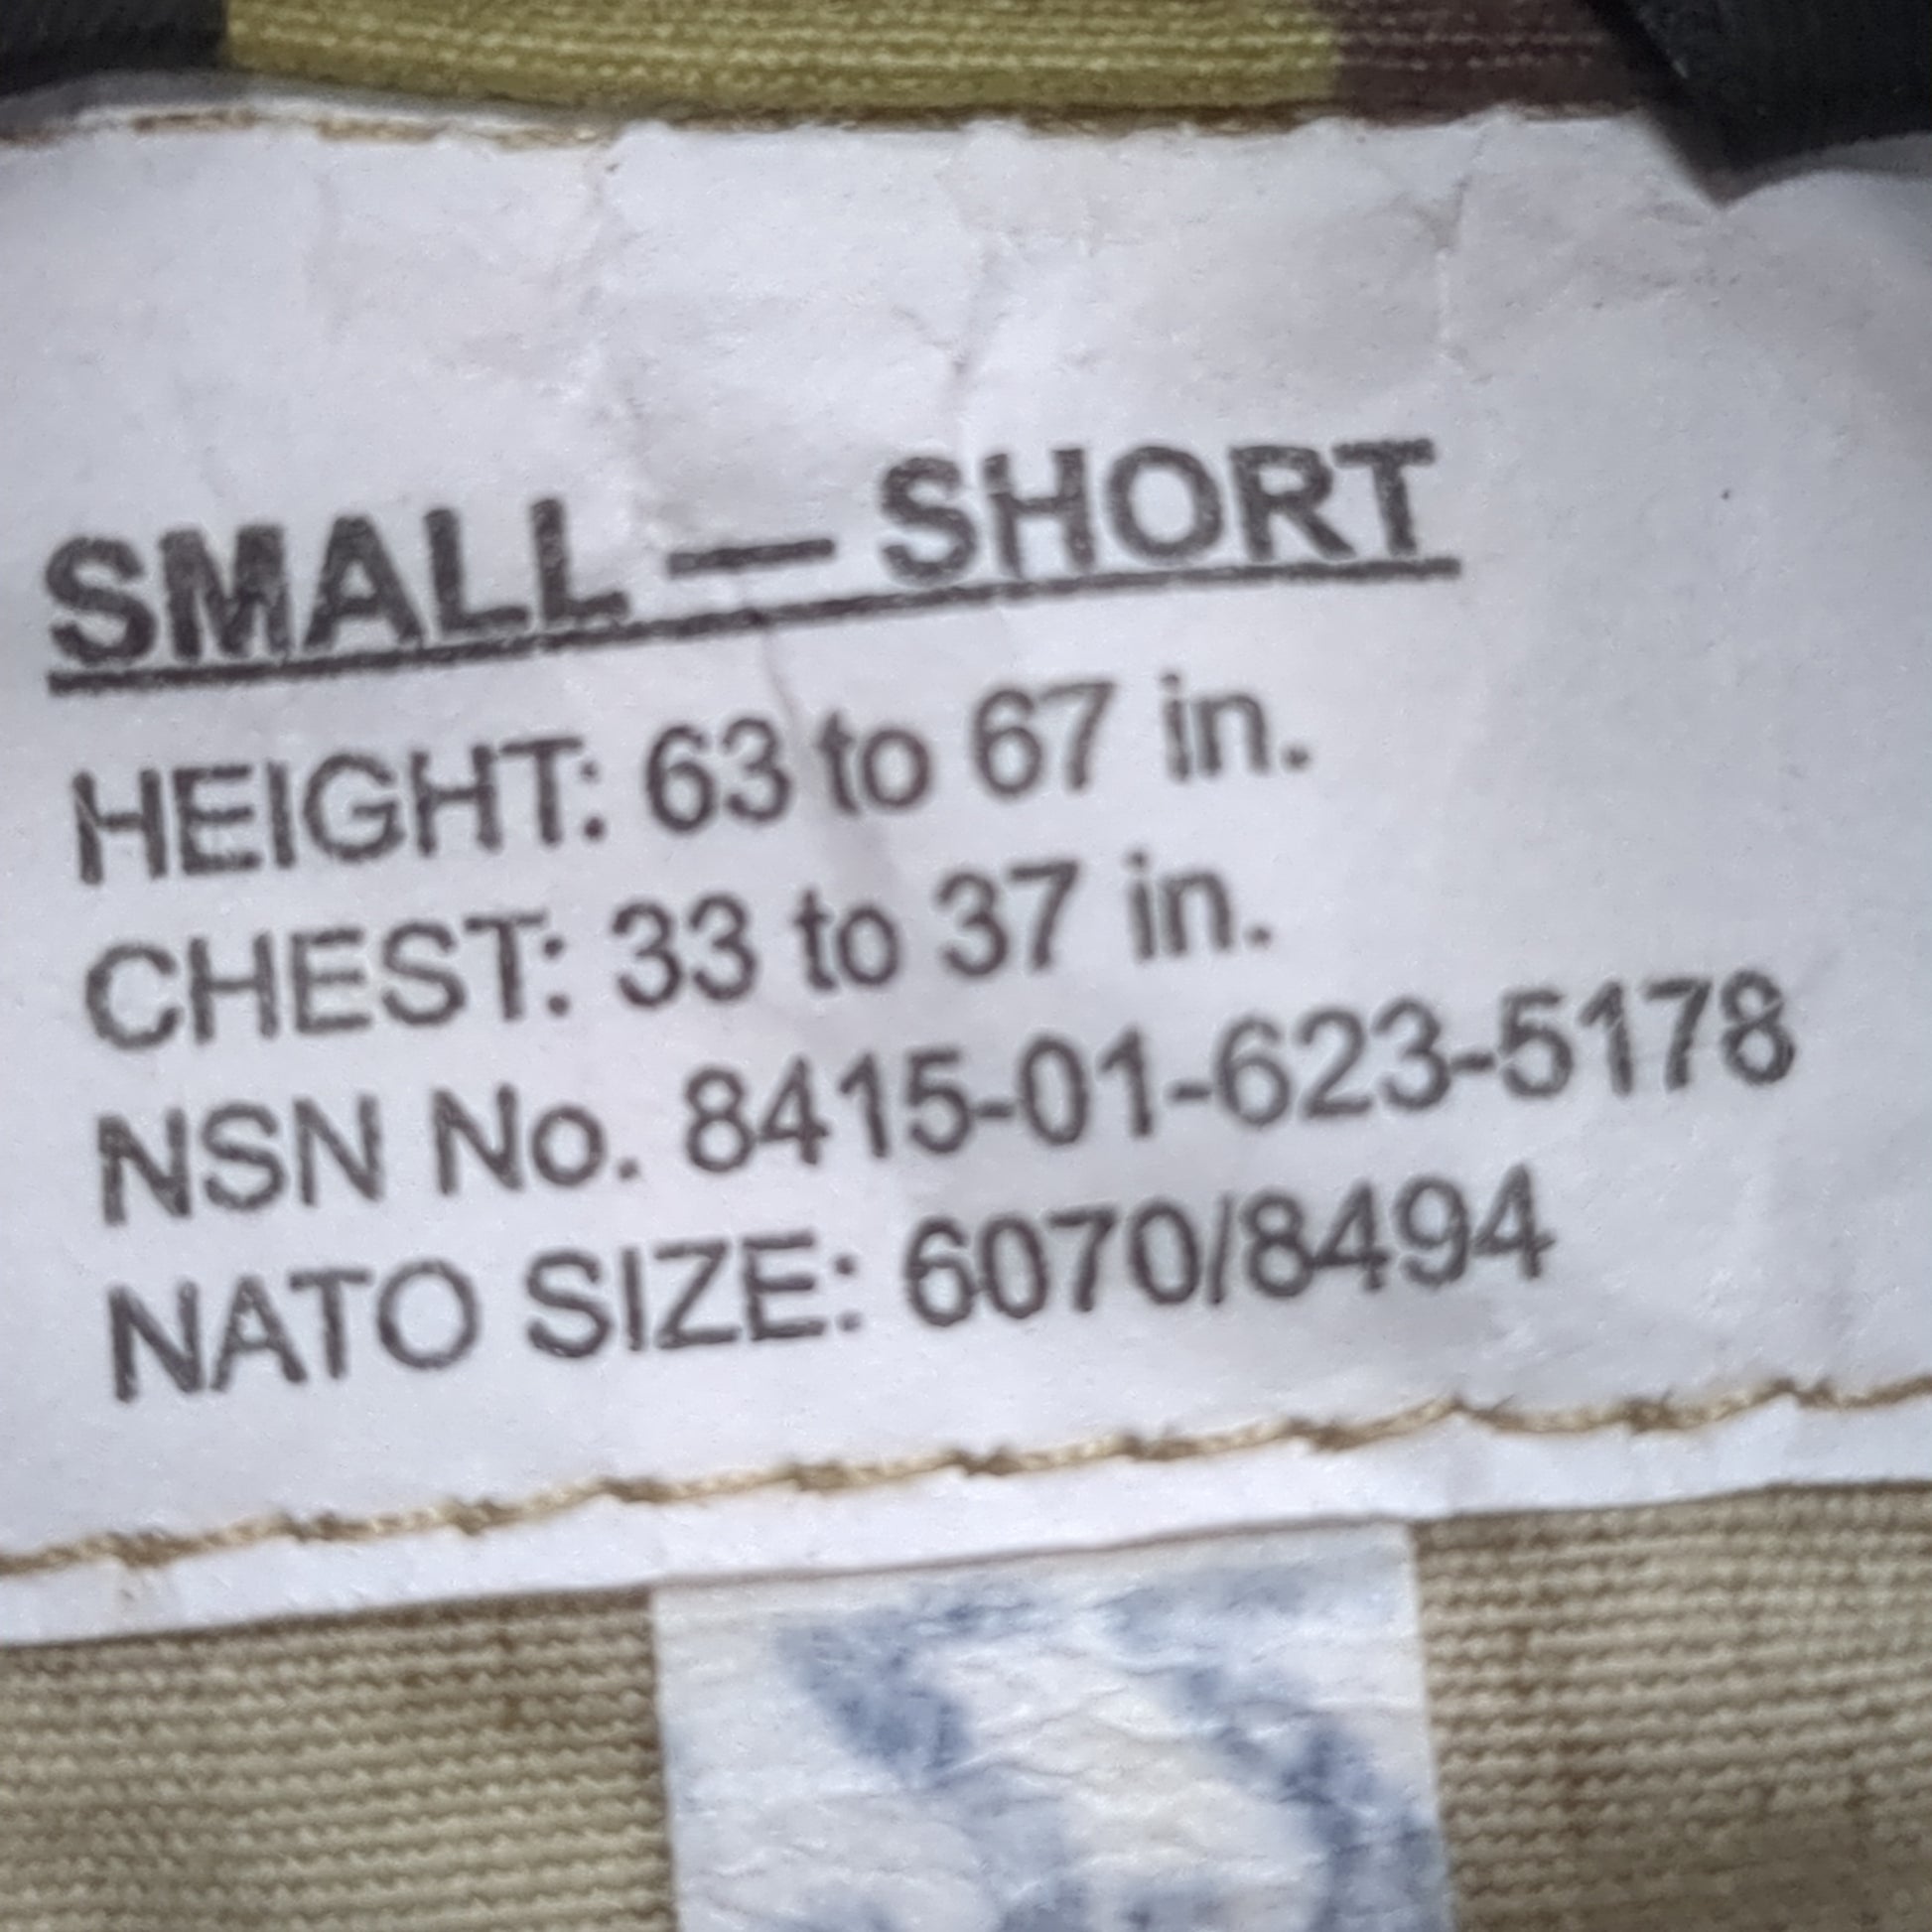 SMALL — SHORT
HEIGHT: 63 to 67 in.
CHEST: 33 to 37 in.
NSN No. 8415-01-623-5178
NATO SIZE: 6070/8494